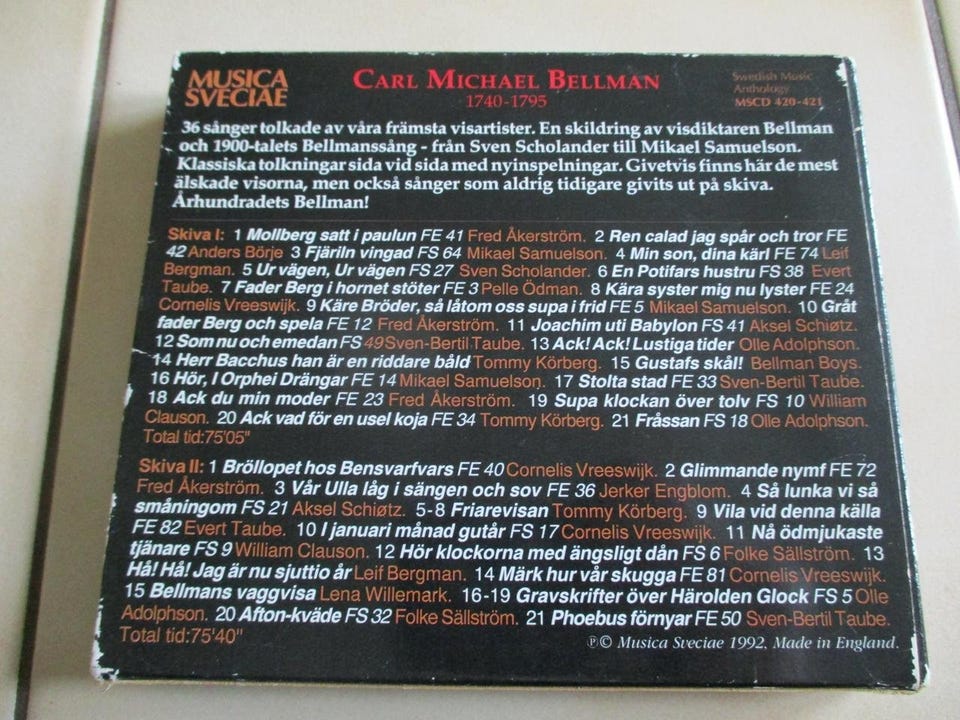 MUSICA
SVECIAE
CARL MICHAEL BELLMAN
1740-1795
Swedish Music
Anthology
MSCD 420-421
36 sånger tolkade av våra främsta visartister. En skildring av visdiktaren Bellman
och 1900-talets Bellmanssång - från Sven Scholander till Mikael Samuelson.
Klassiska tolkningar sida vid sida med nyinspelningar. Givetvis finns här de mest
älskade visorna, men också sånger som aldrig tidigare givits ut på skiva.
Århundradets Bellman!
Skiva I: 1 Mollberg satt i paulun FE 41 Fred Åkerström. 2 Ren calad jag spår och tror FE
42 Anders Börje 3 Fjäriln vingad FS 64 Mikael Samuelson. 4 Min son, dina kärl FE 74 Leif
Bergman. 5 Ur vägen, Ur vägen FS 27 Sven Scholander. 6 En Potifars hustru FS 38 Evert
Taube. 7 Fader Berg i hornet stöter FE 3 Pelle Ödman. 8 Kära syster mig nu lyster FE 24
Cornelis Vreeswijk. 9 Käre Bröder, så låtom oss supa i frid FE 5 Mikael Samuelson. 10 Gråt
fader Berg och spela FE 12 Fred Åkerström. 11 Joachim uti Babylon FS 41 Aksel Schiøtz.
12 Som nu och emedan FS 49 Sven-Bertil Taube. 13 Ack! Ack! Lustiga tider Olle Adolphson.
14 Herr Bacchus han är en riddare båld Tommy Körberg. 15 Gustafs skål! Bellman Boys.
16 Hör, I Orphei Drängar FE 14 Mikael Samuelson. 17 Stolta stad FE 33 Sven-Bertil Taube.
18 Ack du min moder FE 23 Fred Åkerström. 19 Supa klockan över tolv FS 10 William
Clauson. 20 Ack vad för en usel koja FE 34 Tommy Körberg. 21 Fråssan FS 18 Olle Adolphson.
Total tid:75'05"
Skiva II: 1 Bröllopet hos Bensvarfvars FE 40 Cornelis Vreeswijk. 2 Glimmande nymf FE 72
Fred Åkerström. 3 Vår Ulla låg i sängen och sov FE 36 Jerker Engblom. 4 Så lunka vi så
småningom FS 21 Aksel Schiøtz. 5-8 Friarevisan Tommy Körberg. 9 Vila vid denna källa
FE 82 Evert Taube. 10 I januari månad gutår FS 17 Cornelis Vreeswijk. 11 Nå ödmjukaste
tjänare FS 9 William Clauson. 12 Hör klockorna med ängsligt dån FS 6 Folke Sällström. 13
Hå! Hå! Jag är nu sjuttio år Leif Bergman. 14 Märk hur vår skugga FE 81 Cornelis Vreeswijk.
15 Bellmans vaggvisa Lena Willemark. 16-19 Gravskrifter över Härolden Glock FS 5 Olle
Adolphson. 20 Afton-kväde FS 32 Folke Sällström. 21 Phoebus förnyar FE 50 Sven-Bertil Taube.
Total tid:75'40"
℗© Musica Sveciae 1992, Made in England.